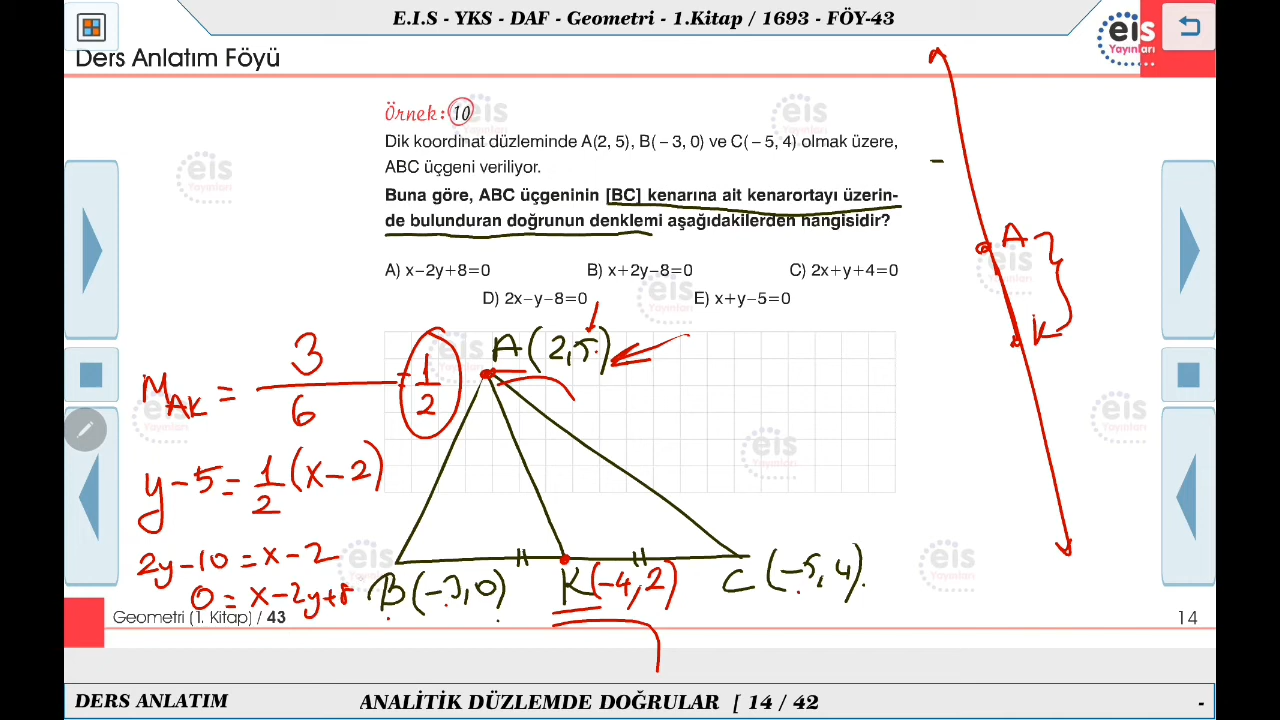 E.I.S - YKS - DAF - Geometri - 1.Kitap / 1693 - FÖY-43
eis
Yayınları
Ders Anlatım Föyü
Örnek: 10
Dik koordinat düzleminde A(2, 5), B(– 3, 0) ve C(– 5, 4) olmak üzere,
ABC üçgeni veriliyor.
Buna göre, ABC üçgeninin [BC] kenarına ait kenarortayı üzerin-
de bulunduran doğrunun denklemi aşağıdakilerden hangisidir?
A) x–2y+8=0 B) x+2y–8=0 C) 2x+y+4=0
D) 2x–y–8=0 E) x+y–5=0
A
K
A (2,5)
M_AK = 3/6 = 1/2
y-5=1/2(x-2)
2y-10=x-2
0=x-2y+8
B(-3,0) K(-4,2) C(-5,4)
Geometri (1. Kitap) / 43 14
DERS ANLATIM ANALİTİK DÜZLEMDE DOĞRULAR [ 14 / 42 -